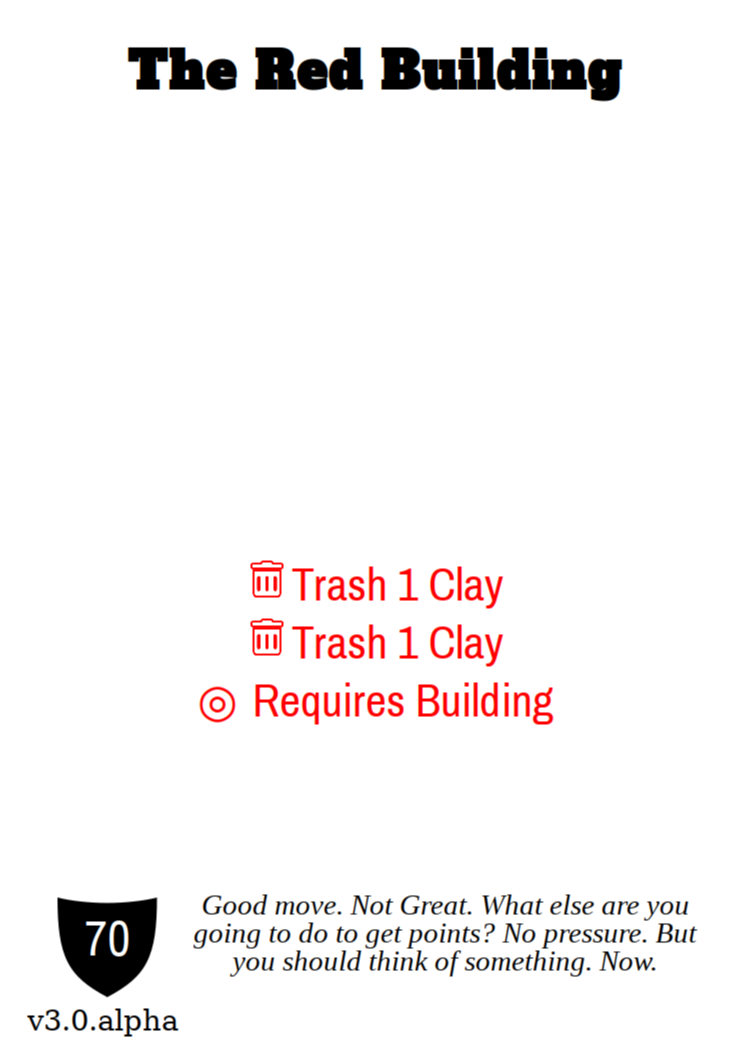 The Red Building
Trash 1 Clay
Trash 1 Clay
Requires Building
70
Good move. Not Great. What else are you
going to do to get points? No pressure. But
you should think of something. Now.
v3.0.alpha